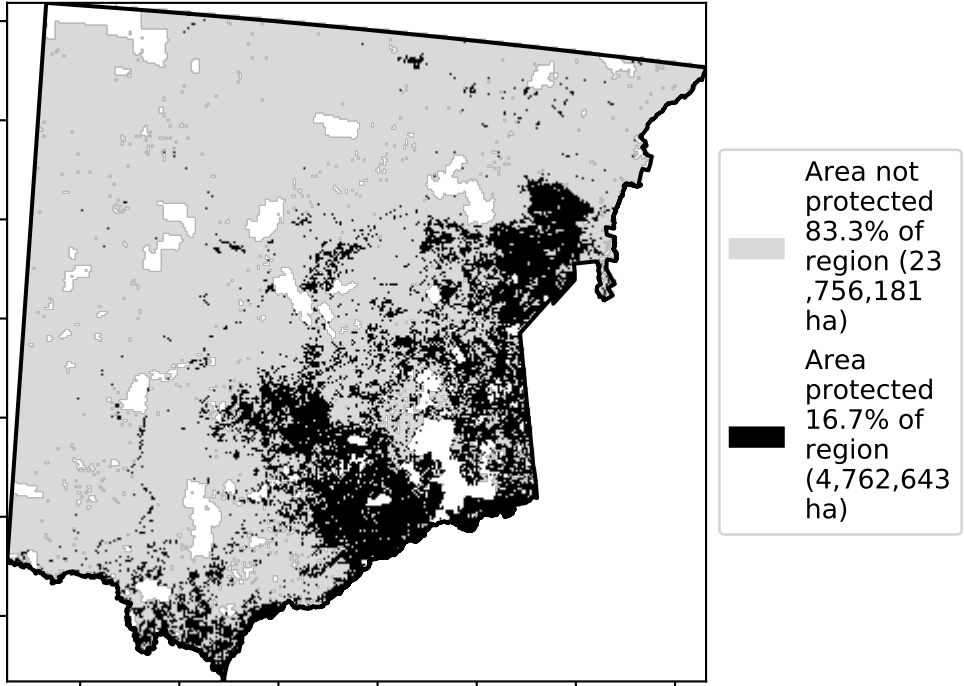 Area not
protected
83.3% of
region (23
,756,181
ha)
Area
protected
16.7% of
region
(4,762,643
ha)